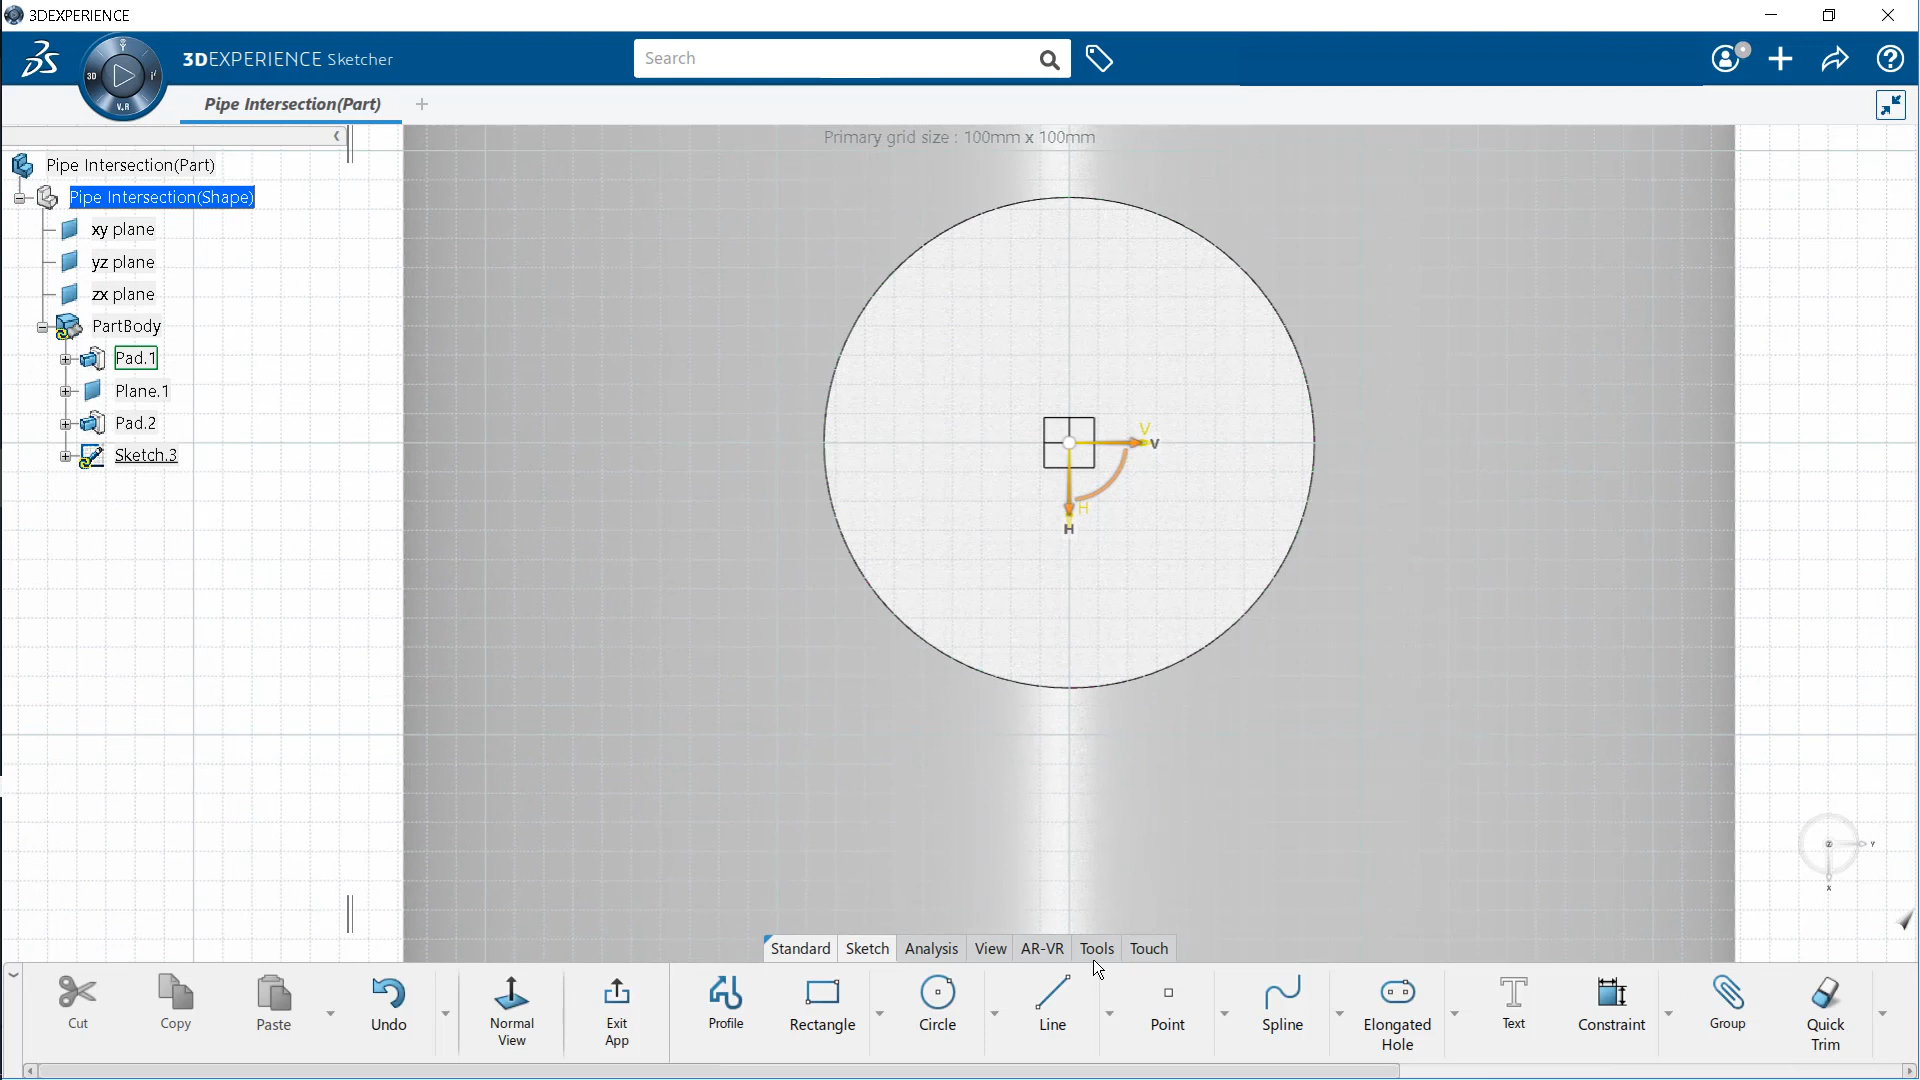 3DEXPERIENCE
3DEXPERIENCE Sketcher
Search
3D
V.R
Pipe Intersection(Part)
Primary grid size : 100mm x 100mm
Pipe Intersection(Part)
Pipe Intersection(Shape)
xy plane
yz plane
zx plane
PartBody
Pad.1
Plane.1
Pad.2
Sketch.3
V
V
H
H
Z
Y
X
Standard
Sketch
Analysis
View
AR-VR
Tools
Touch
Cut
Copy
Paste
Undo
Normal
View
Exit
App
Profile
Rectangle
Circle
Line
Point
Spline
Elongated
Hole
T
Text
Constraint
Group
Quick
Trim